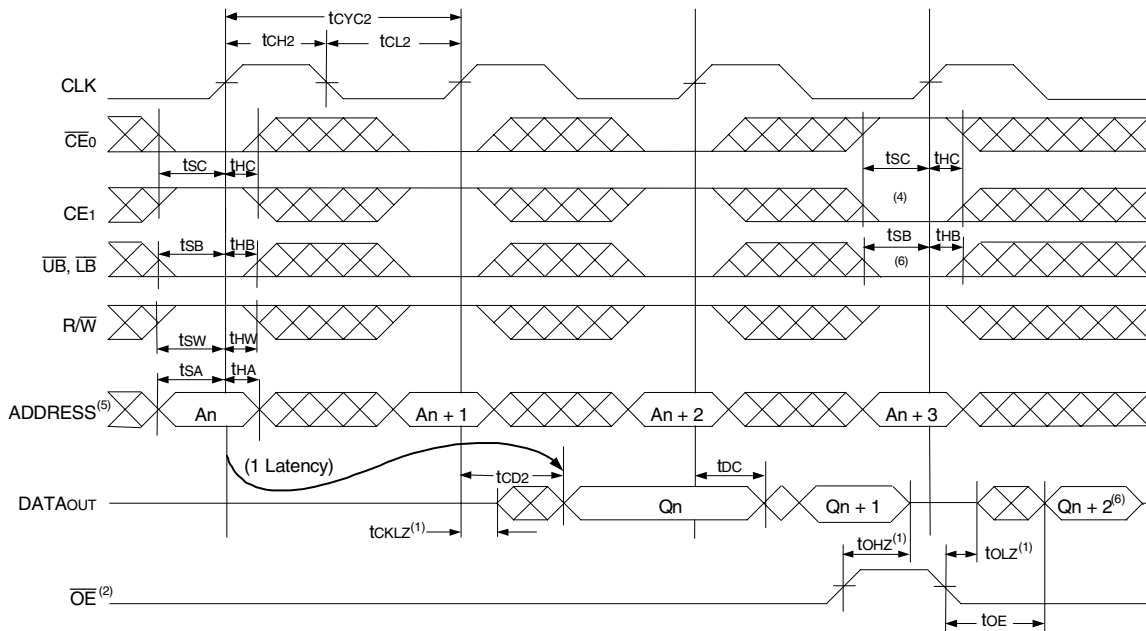 tCYC2
tCH2 tCL2
CLK
CE0
tSC tHC tSC tHC
CE1 (4)
tSB tHB tSB tHB
UB, LB (6)
R/W
tSW tHW
tSA tHA
ADDRESS(5) An An + 1 An + 2 An + 3
(1 Latency) tCD2 tDC
DATAOUT Qn Qn + 1 Qn + 2(6)
tCKLZ(1) tOHZ(1) tOLZ(1)
OE(2)
tOE